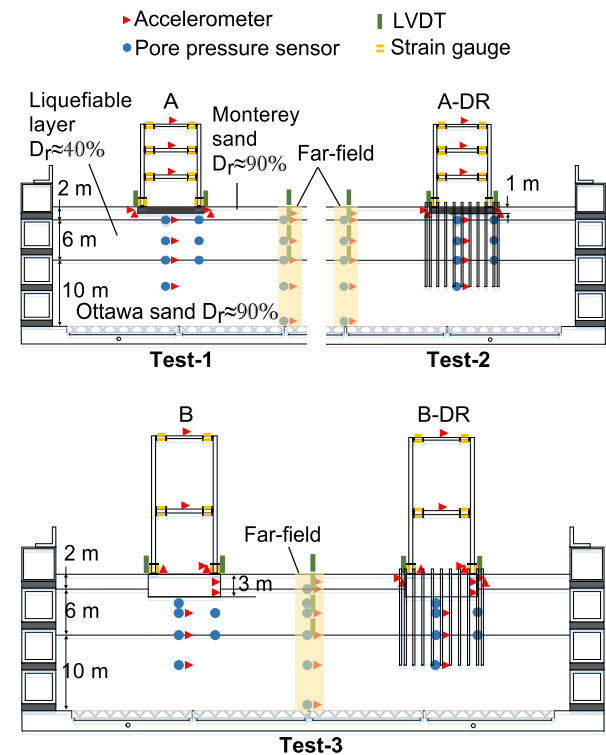 Accelerometer
LVDT
Pore pressure sensor
Strain gauge
Liquefiable
layer
Dr≈40%
A
Monterey
sand
Dr≈90%
Far-field
A-DR
2 m
1 m
6 m
10 m
Ottawa sand Dr≈90%
Test-1
Test-2
B
B-DR
Far-field
2 m
3 m
6 m
10 m
Test-3